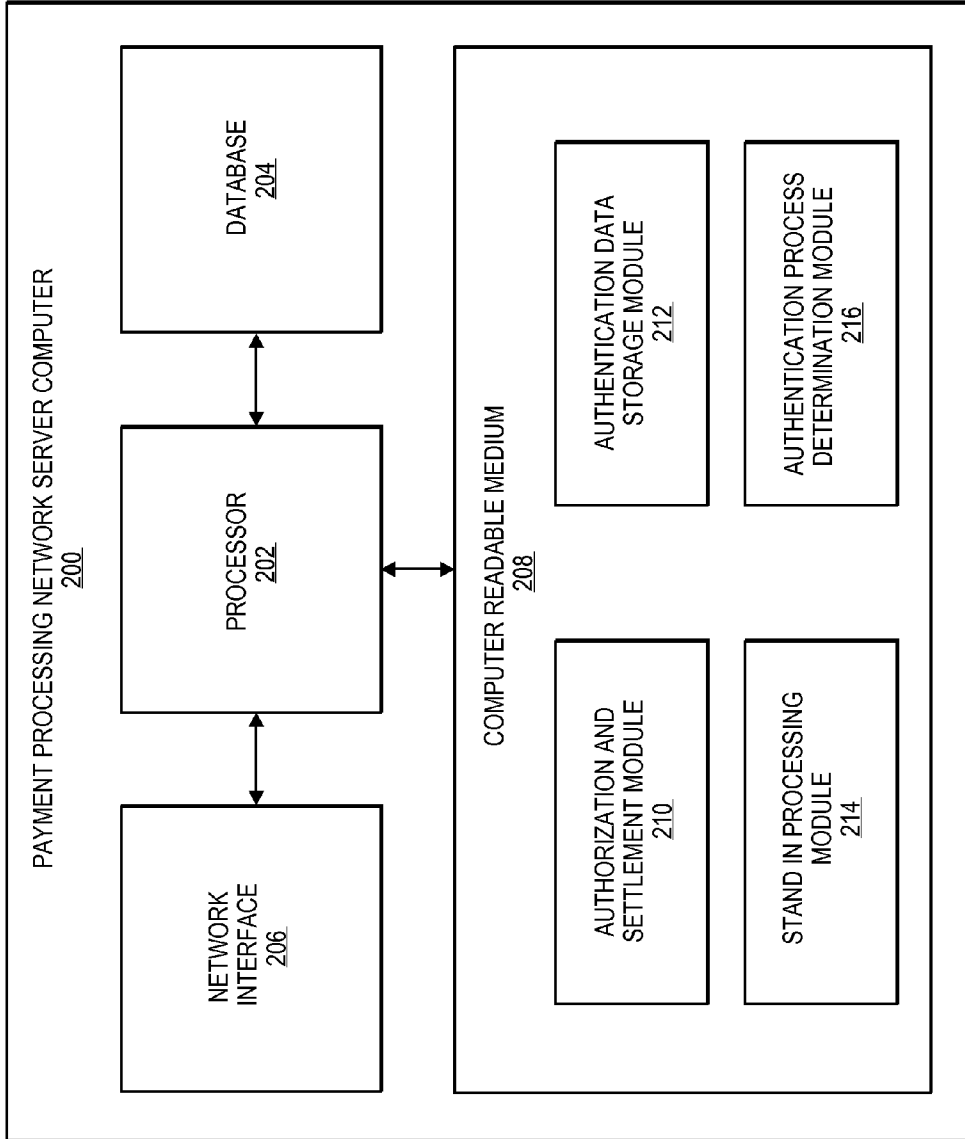 PAYMENT PROCESSING NETWORK SERVER COMPUTER
200
NETWORK
INTERFACE
206
PROCESSOR
202
DATABASE
204
COMPUTER READABLE MEDIUM
208
AUTHORIZATION AND
SETTLEMENT MODULE
210
AUTHENTICATION DATA
STORAGE MODULE
212
STAND IN PROCESSING
MODULE
214
AUTHENTICATION PROCESS
DETERMINATION MODULE
216